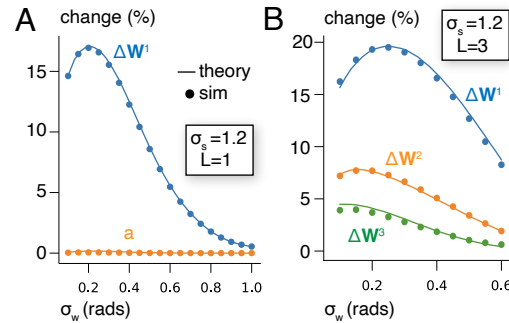 A
change (%)
ΔW¹
— theory
● sim
σs =1.2
L=1
a
15
10
5
0
0.2 0.4 0.6 0.8 1.0
σw (rads)
B
change (%)
σs =1.2
L=3
ΔW¹
ΔW²
ΔW³
20
15
10
5
0
0.2 0.4 0.6
σw (rads)